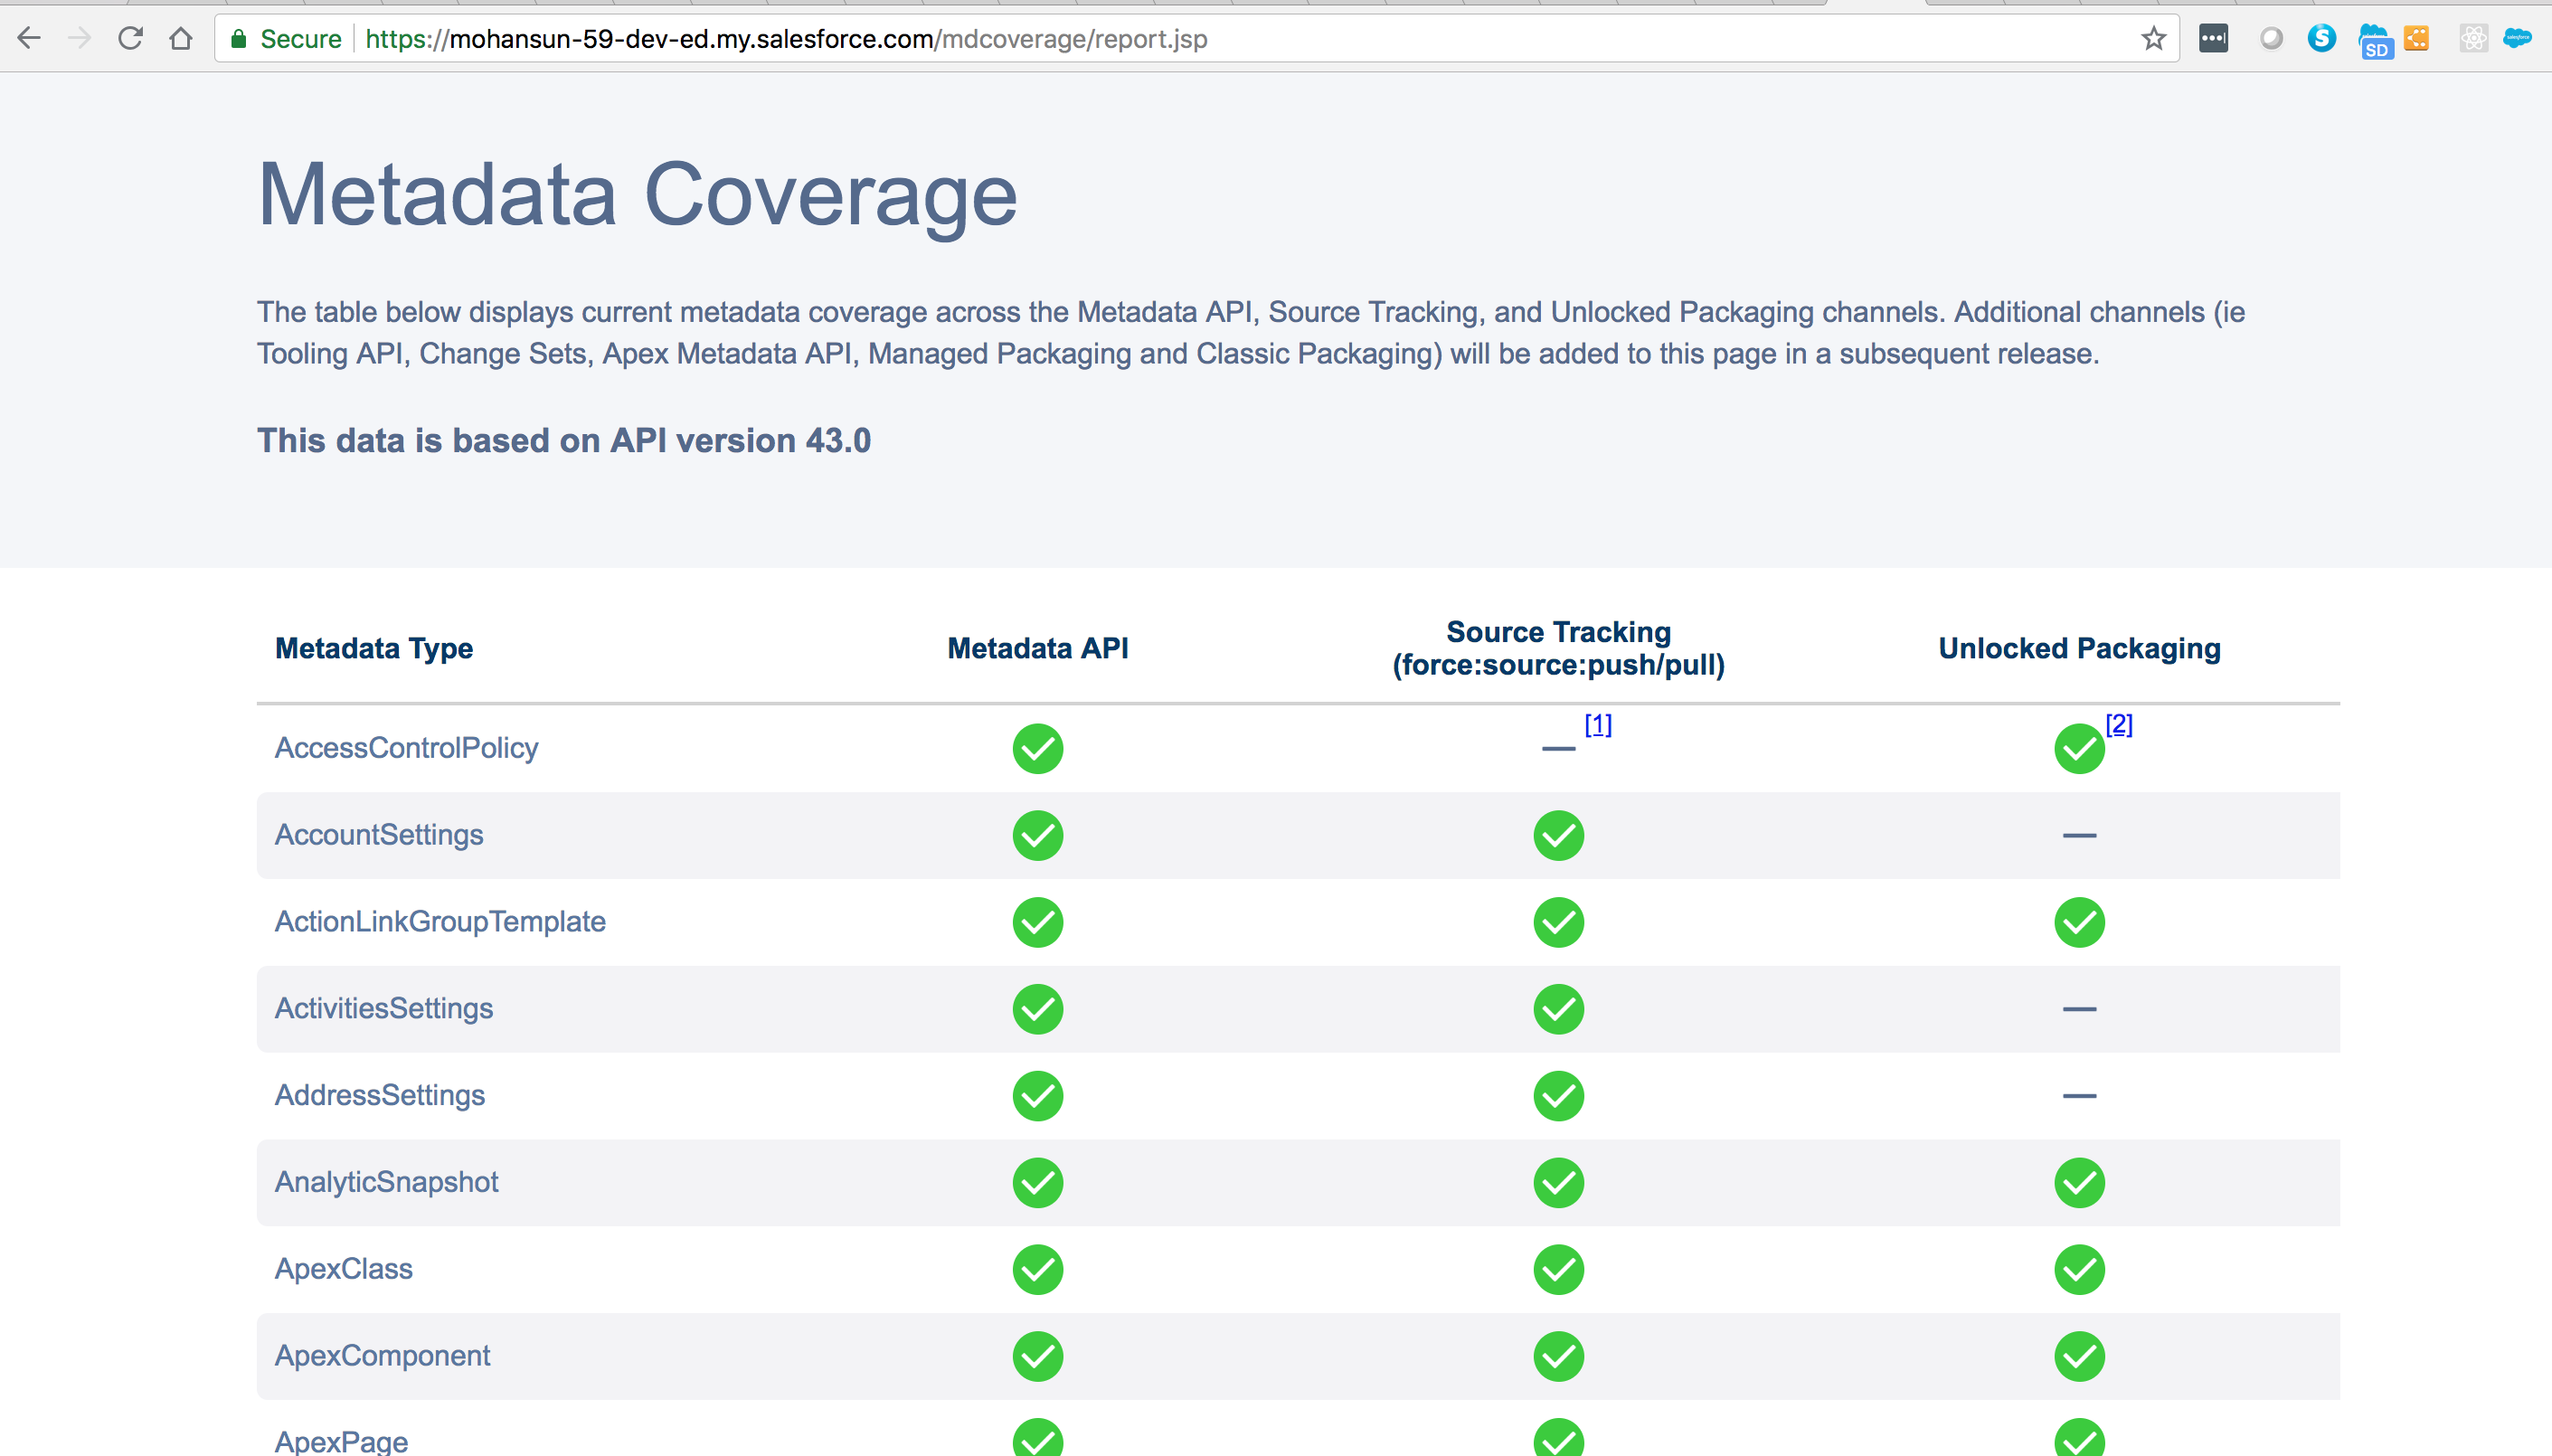 Secure https://mohansun-59-dev-ed.my.salesforce.com/mdcoverage/report.jsp
S
SD
Metadata Coverage
The table below displays current metadata coverage across the Metadata API, Source Tracking, and Unlocked Packaging channels. Additional channels (ie
Tooling API, Change Sets, Apex Metadata API, Managed Packaging and Classic Packaging) will be added to this page in a subsequent release.
This data is based on API version 43.0
Metadata Type Metadata API Source Tracking Unlocked Packaging
(force:source:push/pull)
AccessControlPolicy [1] [2]
AccountSettings
ActionLinkGroupTemplate
ActivitiesSettings
AddressSettings
AnalyticSnapshot
ApexClass
ApexComponent
ApexPage